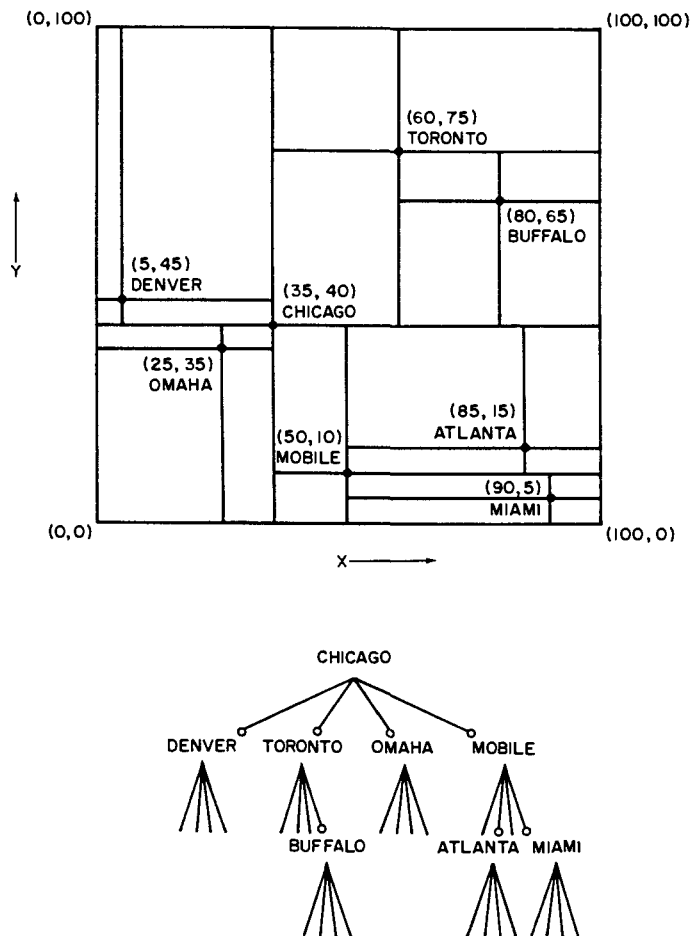 (0,100)
(100,100)
(60,75)
TORONTO
(80,65)
BUFFALO
Y
(5,45)
DENVER
(35,40)
CHICAGO
(25,35)
OMAHA
(85,15)
ATLANTA
(50,10)
MOBILE
(90,5)
MIAMI
(0,0)
(100,0)
X
CHICAGO
DENVER TORONTO OMAHA MOBILE
BUFFALO ATLANTA MIAMI